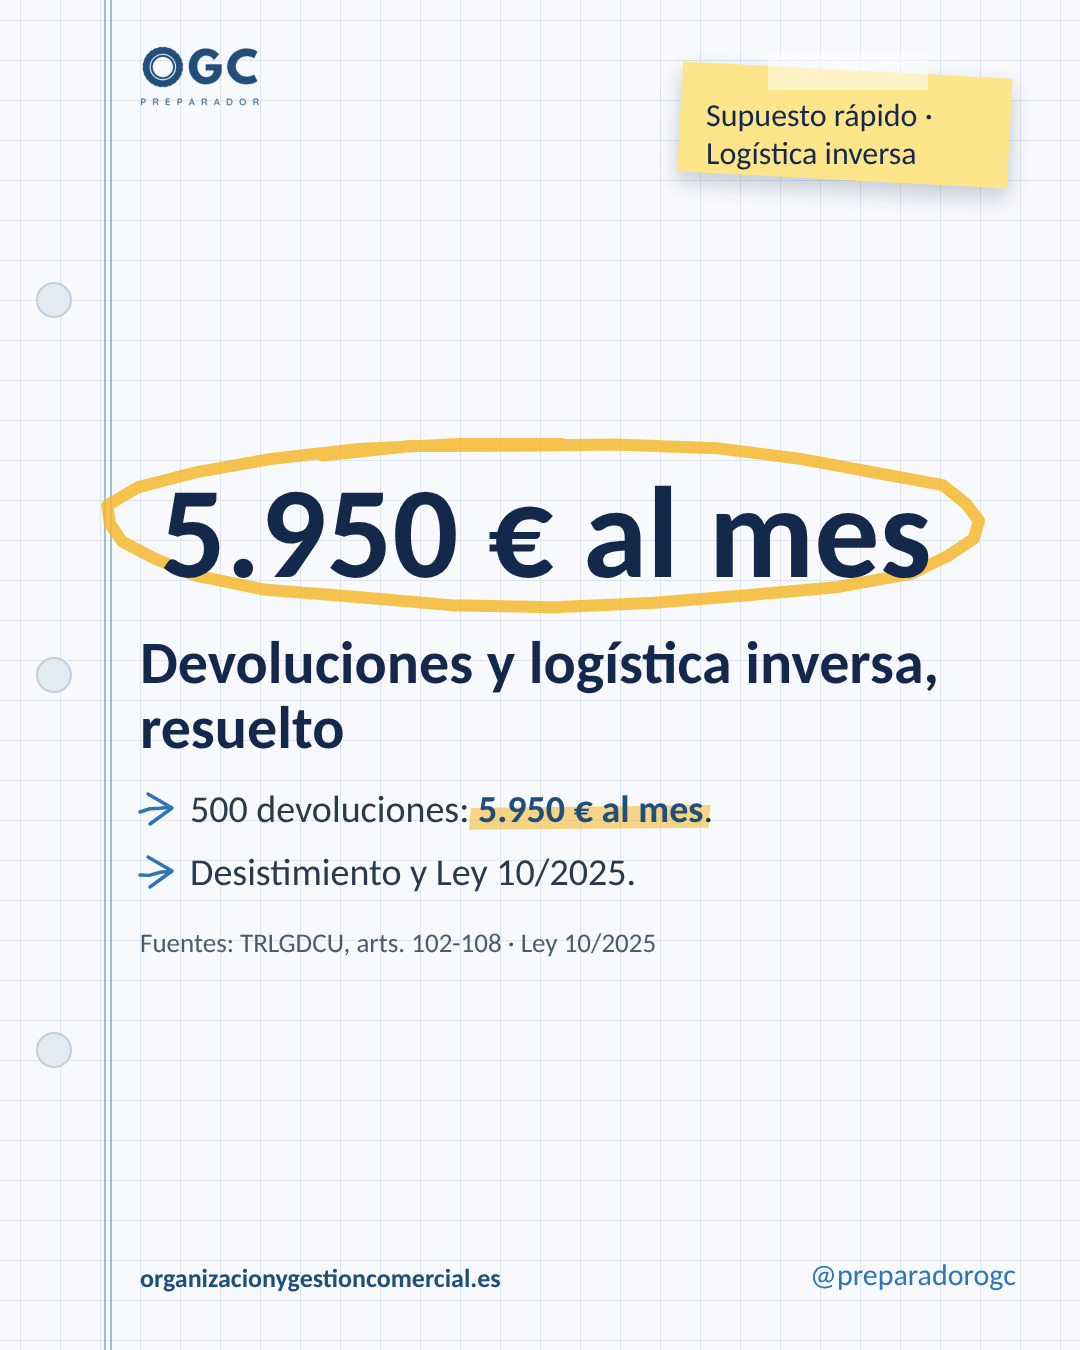 OGC
PREPARADOR
Supuesto rápido ·
Logística inversa
5.950 € al mes
Devoluciones y logística inversa,
resuelto
500 devoluciones: 5.950 € al mes.
Desistimiento y Ley 10/2025.
Fuentes: TRLGDCU, arts. 102-108 · Ley 10/2025
organizacionygestioncomercial.es
@preparadorogc